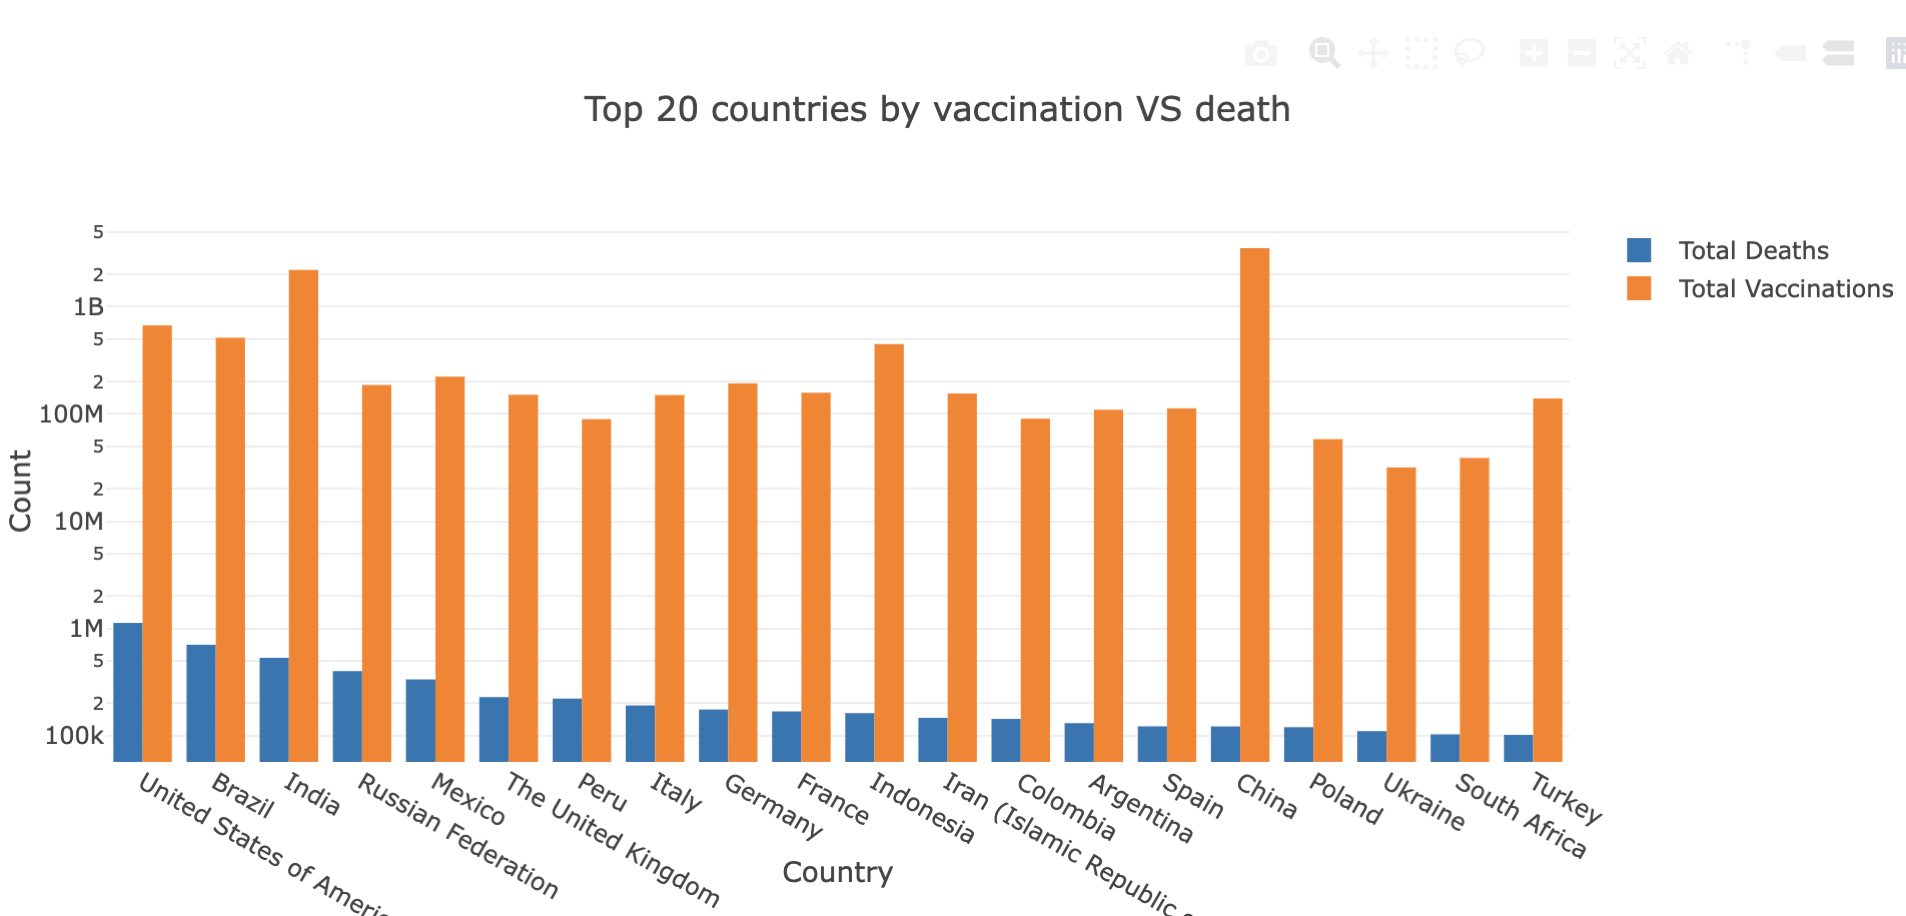 Top 20 countries by vaccination VS death
5
2
1B
5
2
100M
5
2
10M
5
2
1M
5
2
100k
Count
Total Deaths
Total Vaccinations
United States of Americ
Brazil
India
Russian Federation
Mexico
The United Kingdom
Peru
Italy
Germany
France
Indonesia
Iran (Islamic Republic
Colombia
Argentina
Spain
China
Poland
Ukraine
South Africa
Turkey
Country